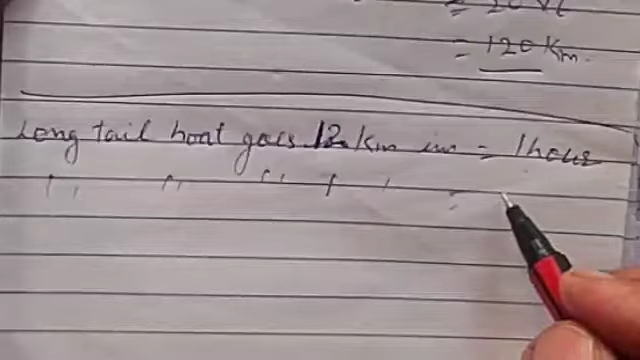 = 120 Km.
Long tail boat goes 12 Km in = 1 hour
,, ,, ,, , , =